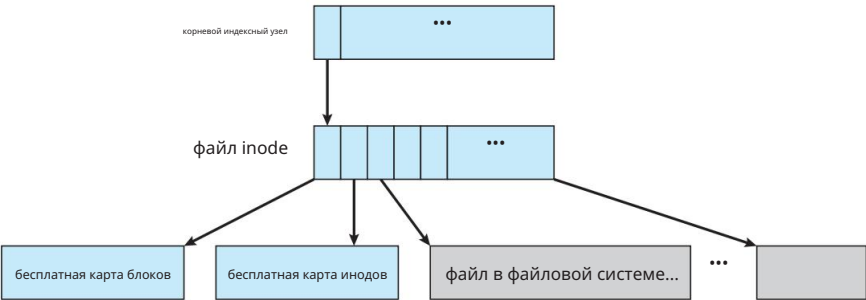 корневой индексный узел
...
файл inode
...
бесплатная карта блоков
бесплатная карта инодов
файл в файловой системе...
...